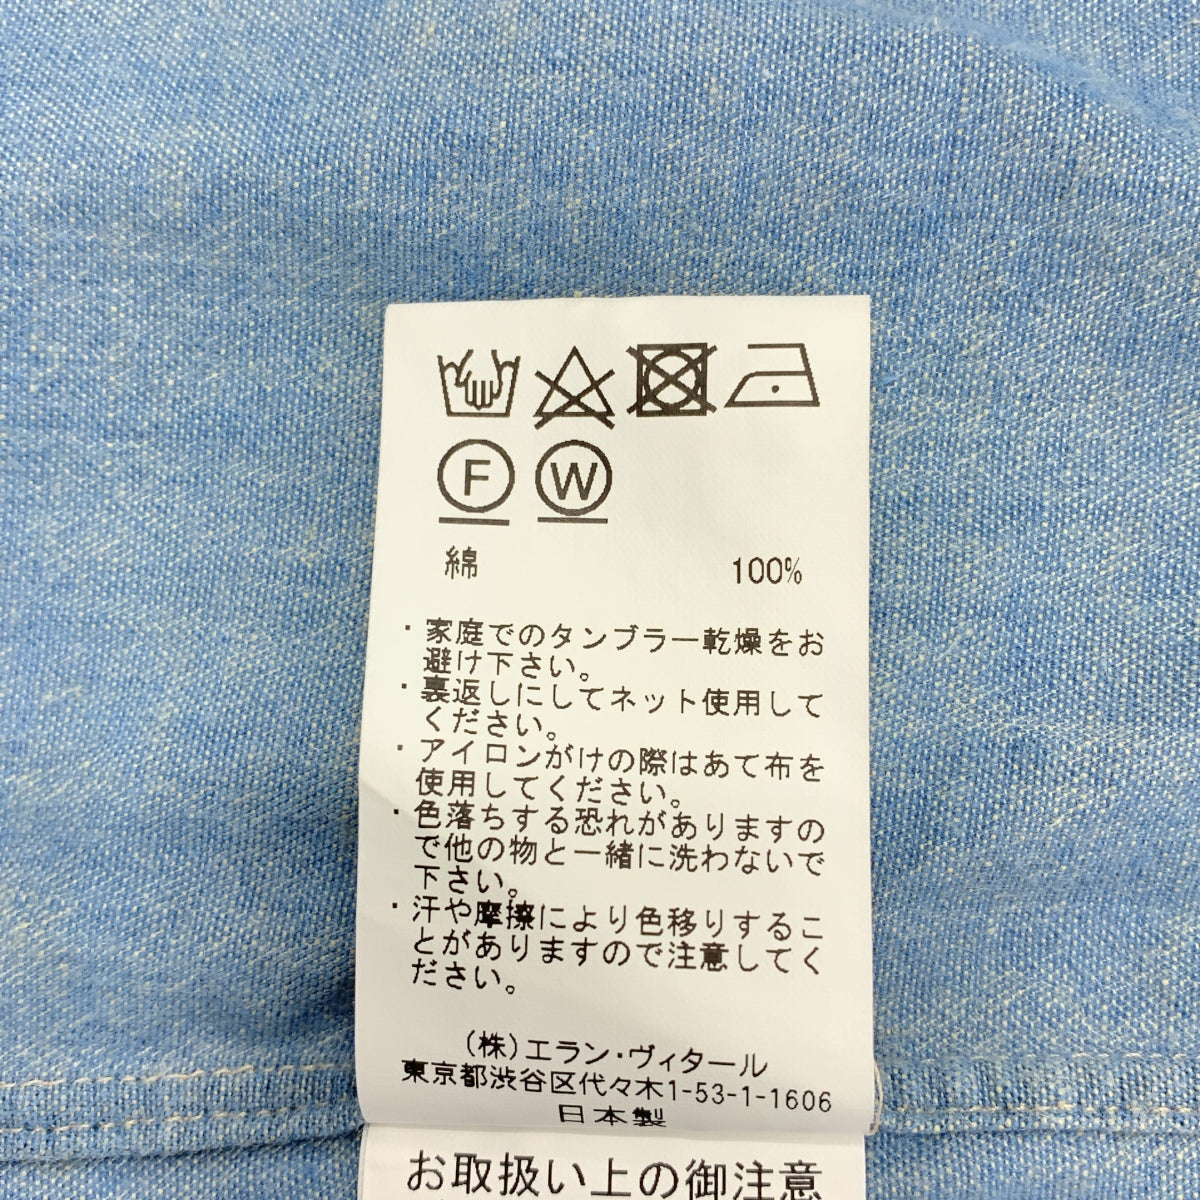 F W
綿 100%
・家庭でのタンブラー乾燥をお
避け下さい。
・裏返しにしてネット使用して
ください。
・アイロンがけの際はあて布を
使用してください。
・色落ちする恐れがありますの
で他の物と一緒に洗わないで
下さい。
・汗や摩擦により色移りするこ
とがありますので注意してく
ださい。
(株)エラン・ヴィタール
東京都渋谷区代々木1-53-1-1606
日本製
お取扱い上の御注意